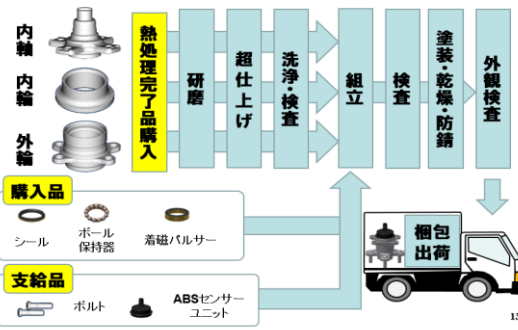 内軸
内輪
外輪
熱処理完了品購入
研磨
超仕上げ
洗浄・検査
組立
検査
塗装・乾燥・防錆
外観検査
購入品
シール
ボール
保持器
着磁パルサー
支給品
ボルト
ABSセンサー
ユニット
梱包
出荷
13